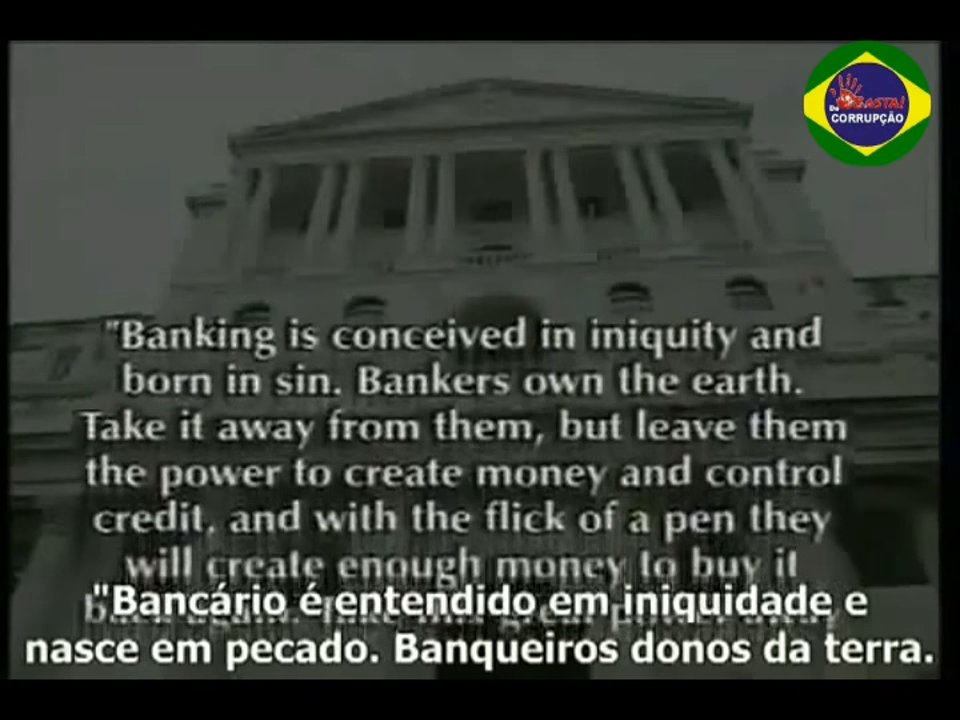 BASTA!
De
CORRUPÇÃO
"Banking is conceived in iniquity and
born in sin. Bankers own the earth.
Take it away from them, but leave them
the power to create money and control
credit, and with the flick of a pen they
will create enough money to buy it
"Bancário é entendido em iniquidade e
nasce em pecado. Banqueiros donos da terra.